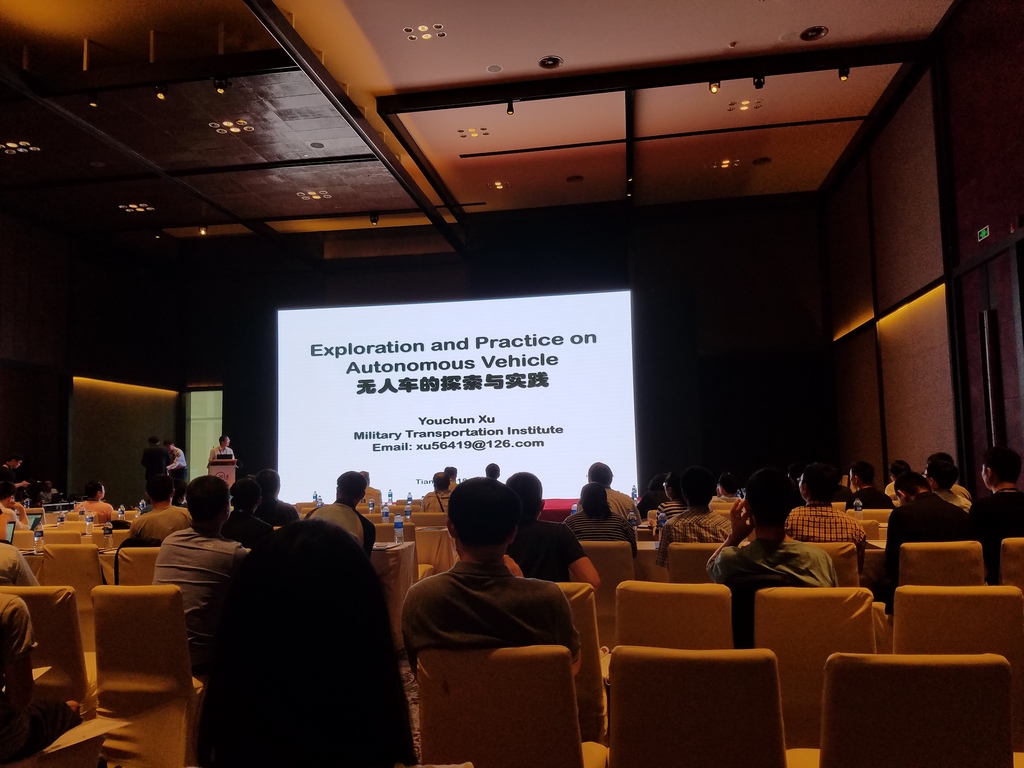 Exploration and Practice on
Autonomous Vehicle
无人车的探索与实践
Youchun Xu
Military Transportation Institute
Email: xu56419@126.com